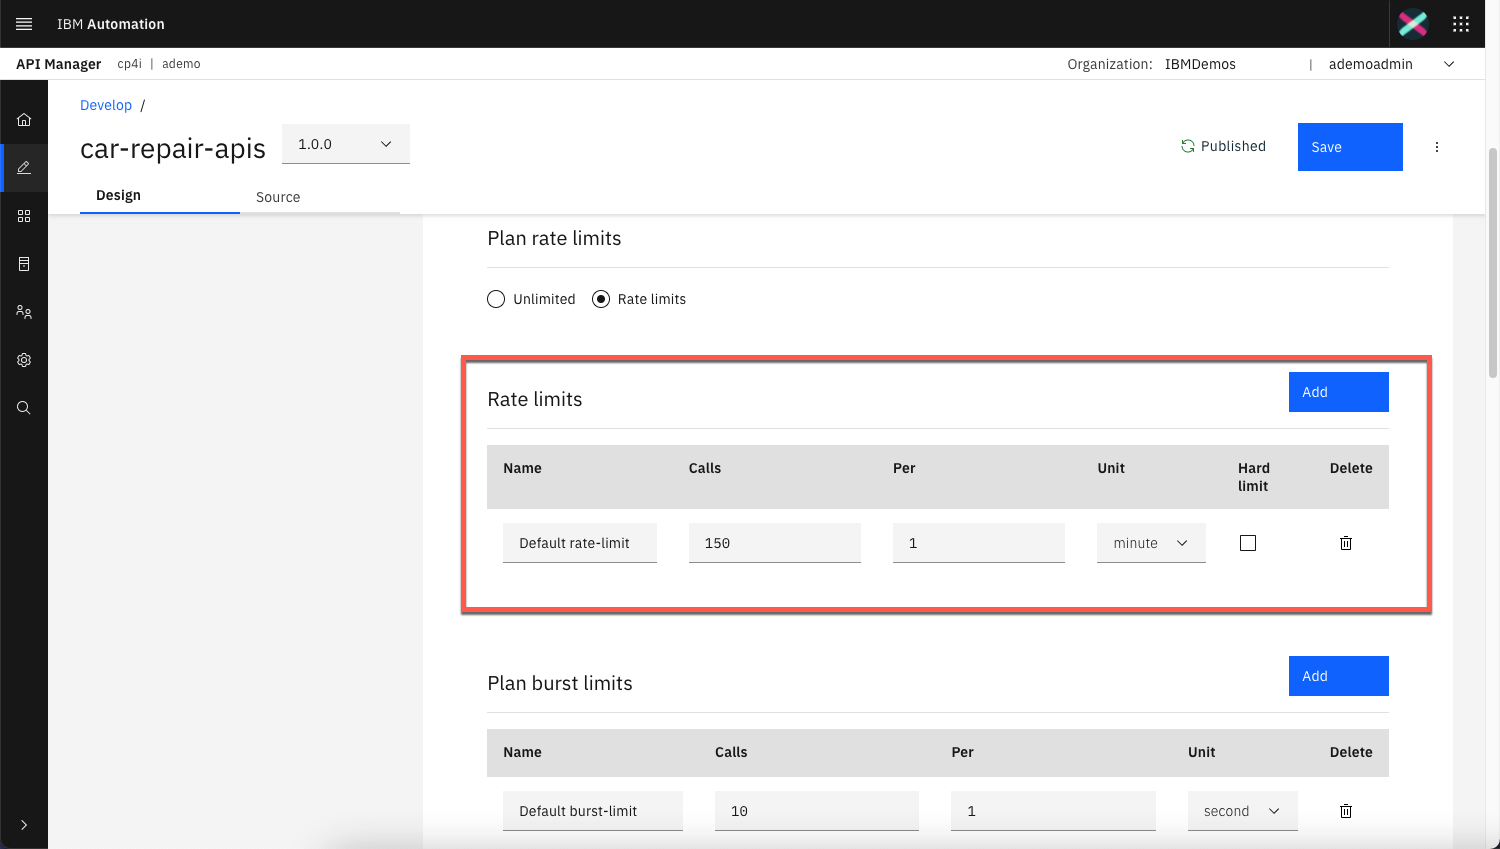 IBM Automation
API Manager cp4i | ademo Organization: IBMDemos | ademoadmin
Develop /
car-repair-apis 1.0.0 Published Save
Design Source
Plan rate limits
Unlimited Rate limits
Rate limits Add
Name Calls Per Unit Hard limit Delete
Default rate-limit 150 1 minute
Plan burst limits Add
Name Calls Per Unit Delete
Default burst-limit 10 1 second